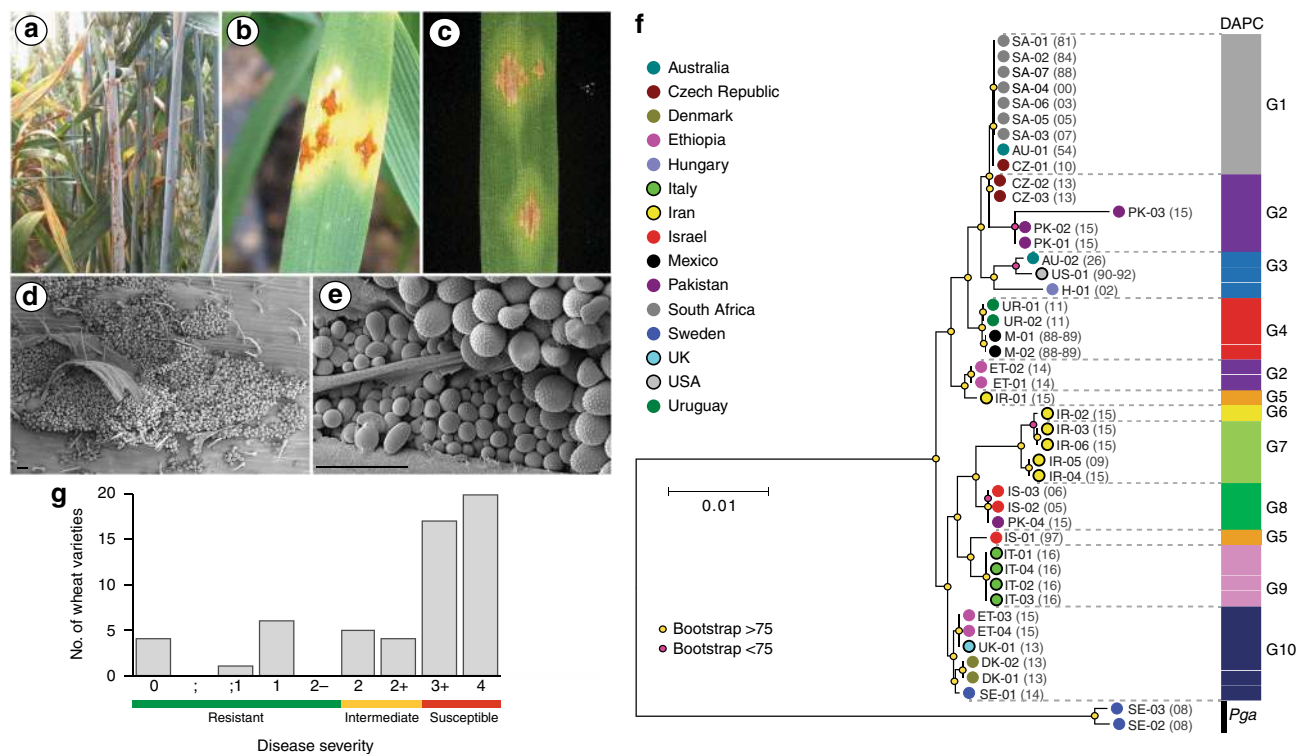 a
b
c
d
e
f
Australia
Czech Republic
Denmark
Ethiopia
Hungary
Italy
Iran
Israel
Mexico
Pakistan
South Africa
Sweden
UK
USA
Uruguay
0.01
Bootstrap >75
Bootstrap <75
DAPC
SA-01 (81)
SA-02 (84)
SA-07 (88)
SA-04 (00)
SA-06 (03)
SA-05 (05)
SA-03 (07)
AU-01 (54)
CZ-01 (10)
CZ-02 (13)
CZ-03 (13)
PK-03 (15)
PK-02 (15)
PK-01 (15)
AU-02 (26)
US-01 (90-92)
H-01 (02)
UR-01 (11)
UR-02 (11)
M-01 (88-89)
M-02 (88-89)
ET-02 (14)
ET-01 (14)
IR-01 (15)
IR-02 (15)
IR-03 (15)
IR-06 (15)
IR-05 (09)
IR-04 (15)
IS-03 (06)
IS-02 (05)
PK-04 (15)
IS-01 (97)
IT-01 (16)
IT-04 (16)
IT-02 (16)
IT-03 (16)
ET-03 (15)
ET-04 (15)
UK-01 (13)
DK-02 (13)
DK-01 (13)
SE-01 (14)
SE-03 (08)
SE-02 (08)
G1
G2
G3
G4
G2
G5
G6
G7
G8
G5
G9
G10
Pga
g
No. of wheat varieties
20
15
10
5
0
0 ; ;1 1 2– 2 2+ 3+ 4
Resistant Intermediate Susceptible
Disease severity